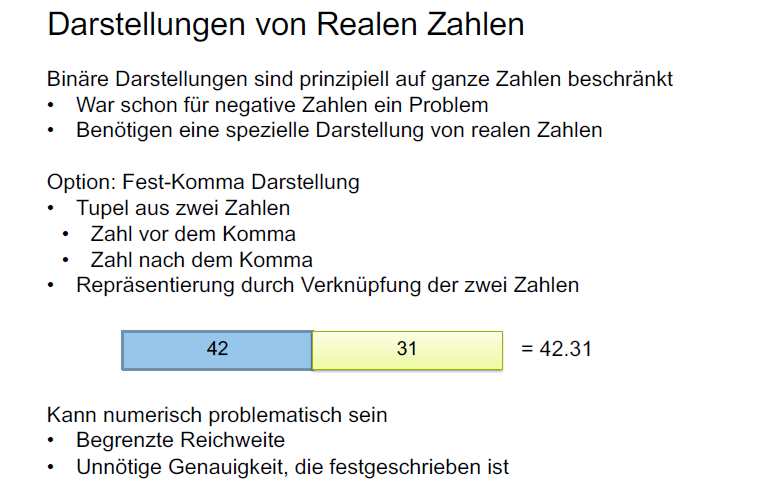 Darstellungen von Realen Zahlen
Binäre Darstellungen sind prinzipiell auf ganze Zahlen beschränkt
• War schon für negative Zahlen ein Problem
• Benötigen eine spezielle Darstellung von realen Zahlen
Option: Fest-Komma Darstellung
• Tupel aus zwei Zahlen
• Zahl vor dem Komma
• Zahl nach dem Komma
• Repräsentierung durch Verknüpfung der zwei Zahlen
42 31 = 42.31
Kann numerisch problematisch sein
• Begrenzte Reichweite
• Unnötige Genauigkeit, die festgeschrieben ist